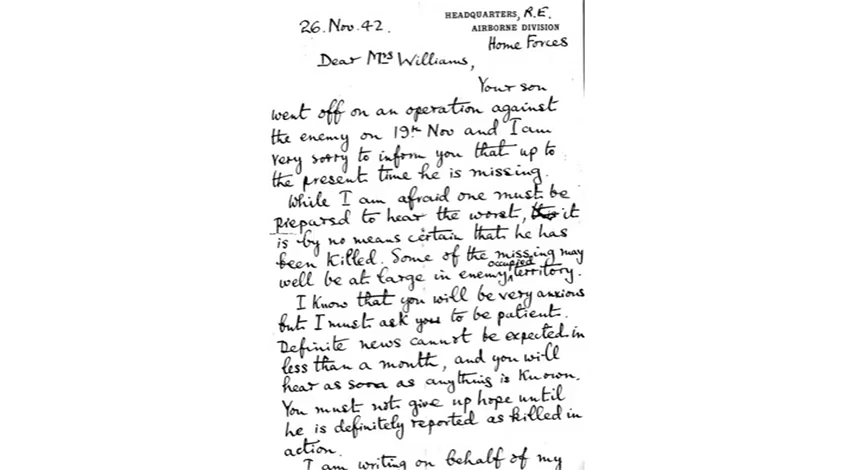 HEADQUARTERS, R.E.
26. Nov. 42.
AIRBORNE DIVISION
Home Forces
Dear Mrs Williams,
Your son
went off on an operation against
the enemy on 19th Nov and I am
very sorry to inform you that up to
the present time he is missing.
While I am afraid one must be
prepared to hear the worst, it
is by no means certain that he has
been killed. Some of the missing may
well be at large in enemy occupied territory.
I know that you will be very anxious
but I must ask you to be patient.
Definite news cannot be expected in
less than a month, and you will
hear as soon as anything is known.
You must not give up hope until
he is definitely reported as killed in
action.
I am writing on behalf of my